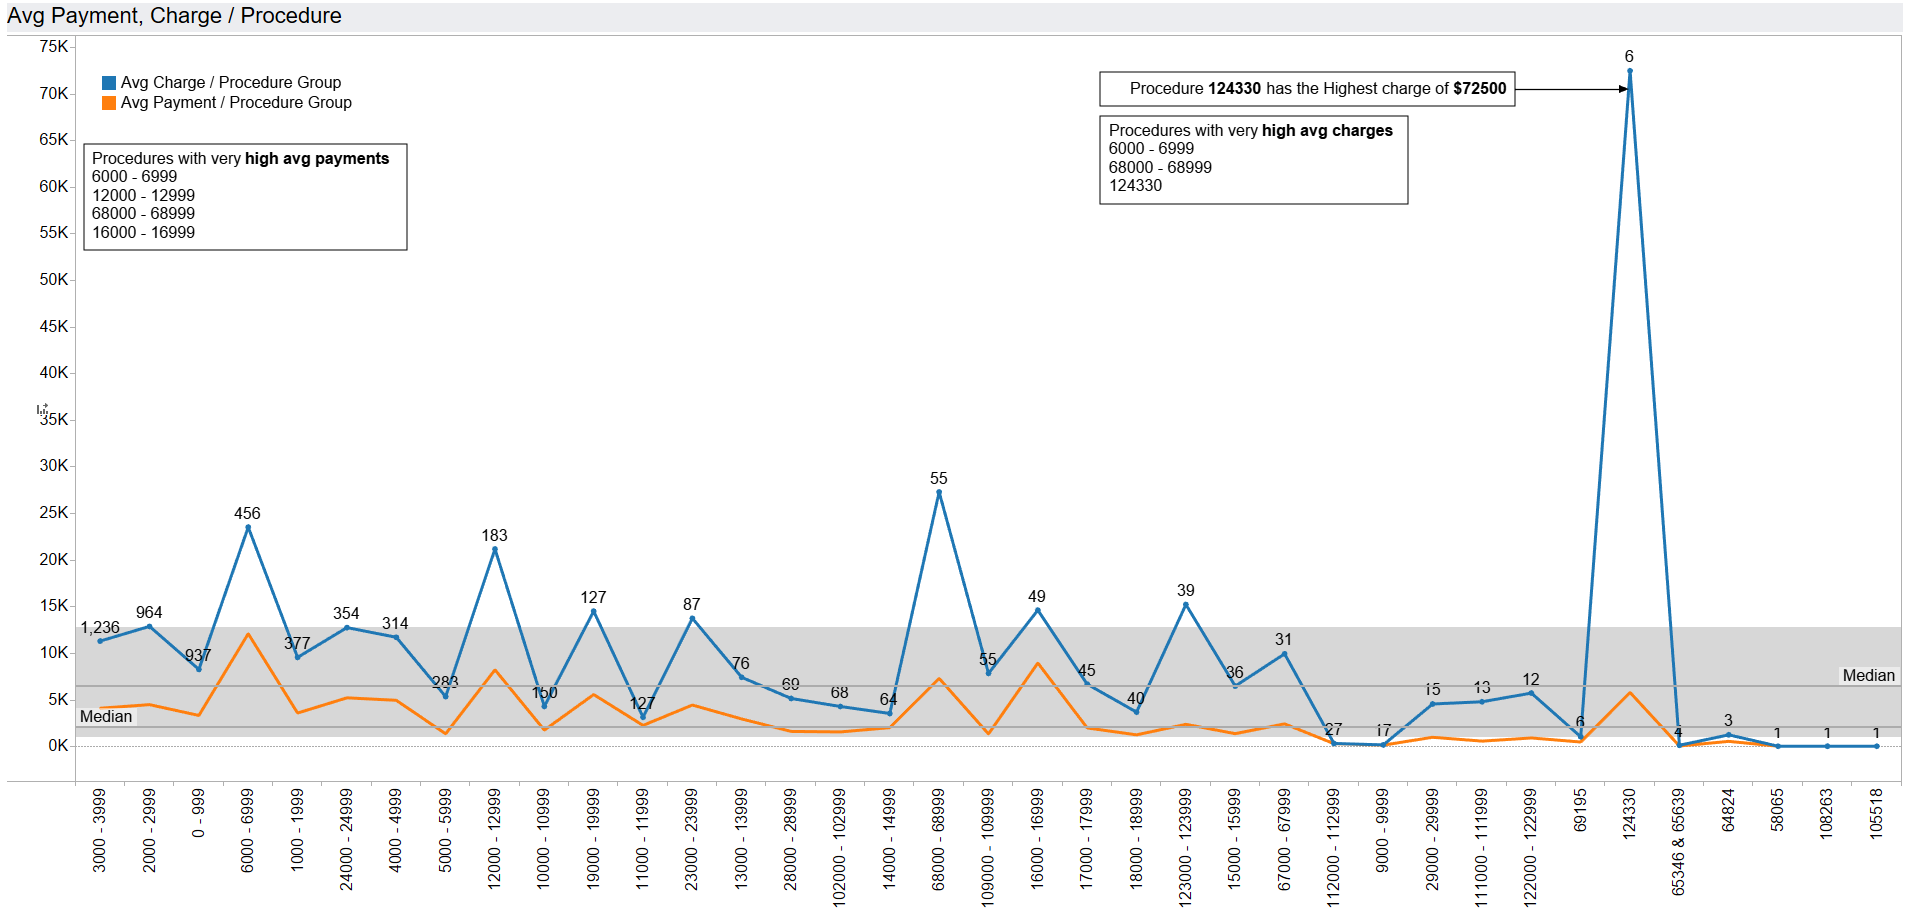 Avg Payment, Charge / Procedure
75K
70K
65K
60K
55K
50K
45K
40K
35K
30K
25K
20K
15K
10K
5K
0K
Avg Charge / Procedure Group
Avg Payment / Procedure Group
Procedures with very high avg payments
6000 - 6999
12000 - 12999
68000 - 68999
16000 - 16999
Procedure 124330 has the Highest charge of $72500
Procedures with very high avg charges
6000 - 6999
68000 - 68999
124330
1,236
964
937
456
377
354
314
283
183
150
127
127
87
76
69
68
64
55
55
49
45
40
39
36
31
27
17
15
13
12
6
6
4
3
1
1
1
Median
Median
3000 - 3999
2000 - 2999
0 - 999
6000 - 6999
1000 - 1999
24000 - 24999
4000 - 4999
5000 - 5999
12000 - 12999
10000 - 10999
19000 - 19999
11000 - 11999
23000 - 23999
13000 - 13999
28000 - 28999
102000 - 102999
14000 - 14999
68000 - 68999
109000 - 109999
16000 - 16999
17000 - 17999
18000 - 18999
123000 - 123999
15000 - 15999
67000 - 67999
112000 - 112999
9000 - 9999
29000 - 29999
111000 - 111999
122000 - 122999
69195
124330
65346 & 65639
64824
58065
108263
105518